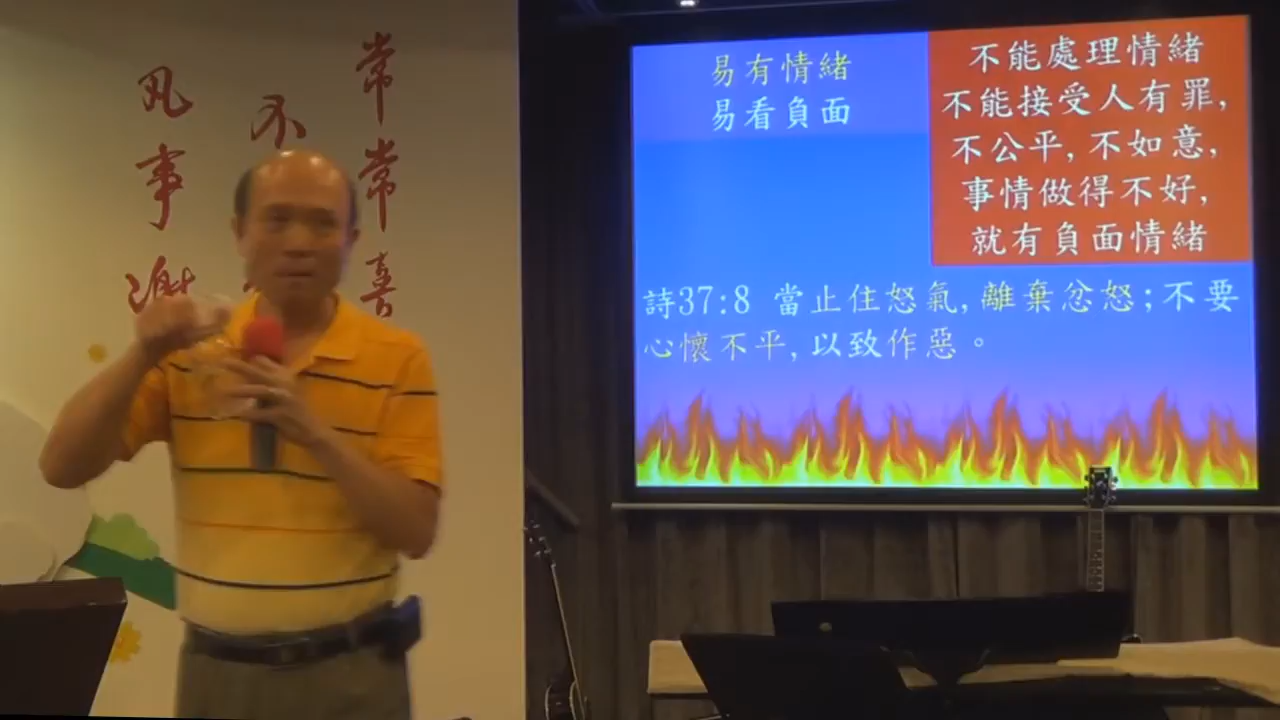 常常喜
不
凡事謝
易有情緒
易看負面
不能處理情緒
不能接受人有罪,
不公平,不如意,
事情做得不好,
就有負面情緒
詩37:8 當止住怒氣,離棄忿怒;不要
心懷不平,以致作惡。